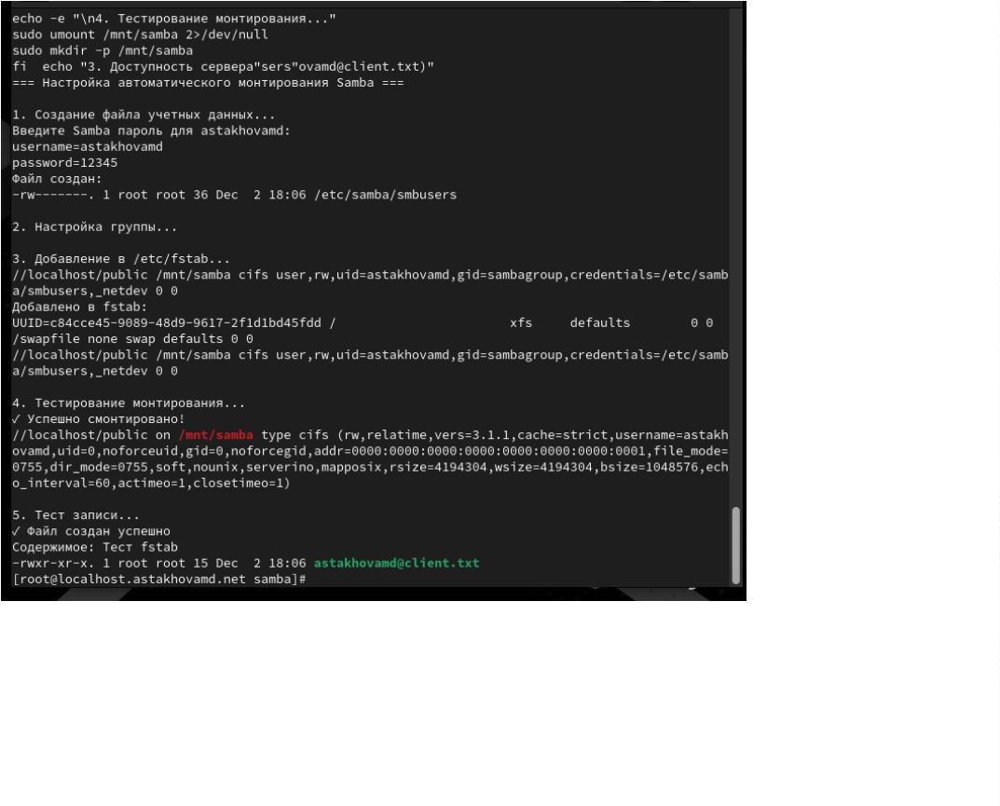 echo -e "\n4. Тестирование монтирования..."
sudo umount /mnt/samba 2>/dev/null
sudo mkdir -p /mnt/samba
fi  echo "3. Доступность сервера"sers"ovamd@client.txt)"
=== Настройка автоматического монтирования Samba ===
1. Создание файла учетных данных...
Введите Samba пароль для astakhovamd:
username=astakhovamd
password=12345
Файл создан:
-rw-------. 1 root root 36 Dec  2 18:06 /etc/samba/smbusers
2. Настройка группы...
3. Добавление в /etc/fstab...
//localhost/public /mnt/samba cifs user,rw,uid=astakhovamd,gid=sambagroup,credentials=/etc/samb
a/smbusers,_netdev 0 0
Добавлено в fstab:
UUID=c84cce45-9089-48d9-9617-2f1d1bd45fdd /                       xfs     defaults        0 0
/swapfile none swap defaults 0 0
//localhost/public /mnt/samba cifs user,rw,uid=astakhovamd,gid=sambagroup,credentials=/etc/samb
a/smbusers,_netdev 0 0
4. Тестирование монтирования...
✓ Успешно смонтировано!
//localhost/public on /mnt/samba type cifs (rw,relatime,vers=3.1.1,cache=strict,username=astakh
ovamd,uid=0,noforceuid,gid=0,noforcegid,addr=0000:0000:0000:0000:0000:0000:0000:0001,file_mode=
0755,dir_mode=0755,soft,nounix,serverino,mapposix,rsize=4194304,wsize=4194304,bsize=1048576,ech
o_interval=60,actimeo=1,closetimeo=1)
5. Тест записи...
✓ Файл создан успешно
Содержимое: Тест fstab
-rwxr-xr-x. 1 root root 15 Dec  2 18:06 astakhovamd@client.txt
[root@localhost.astakhovamd.net samba]#